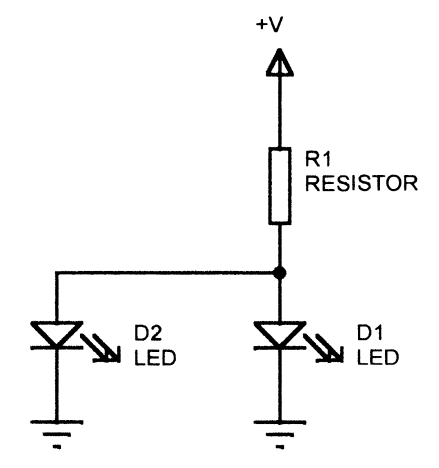 +V
R1
RESISTOR
D2
LED
D1
LED